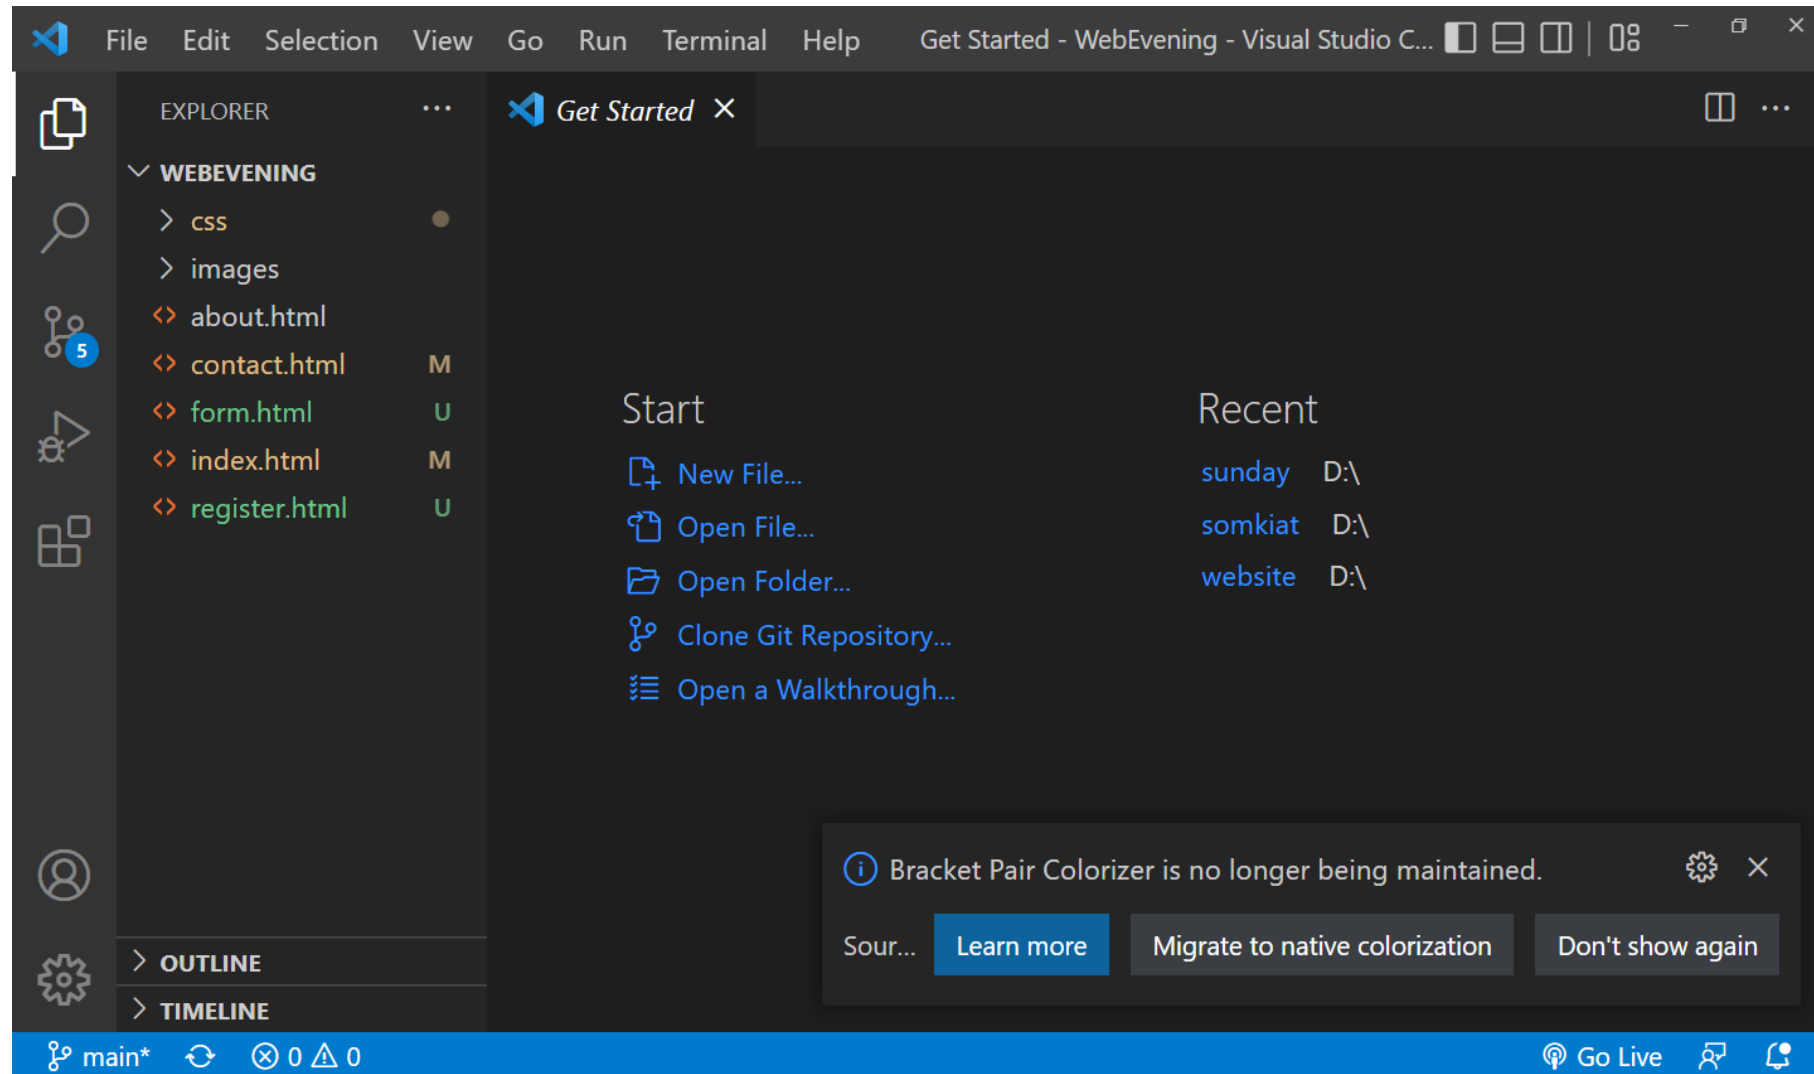 File Edit Selection View Go Run Terminal Help Get Started - WebEvening - Visual Studio C...
EXPLORER
Get Started
WEBEVENING
css
images
about.html
contact.html M
form.html U
index.html M
register.html U
5
Start
New File...
Open File...
Open Folder...
Clone Git Repository...
Open a Walkthrough...
Recent
sunday D:\
somkiat D:\
website D:\
Bracket Pair Colorizer is no longer being maintained.
Sour... Learn more Migrate to native colorization Don't show again
OUTLINE
TIMELINE
main* 0 0 Go Live